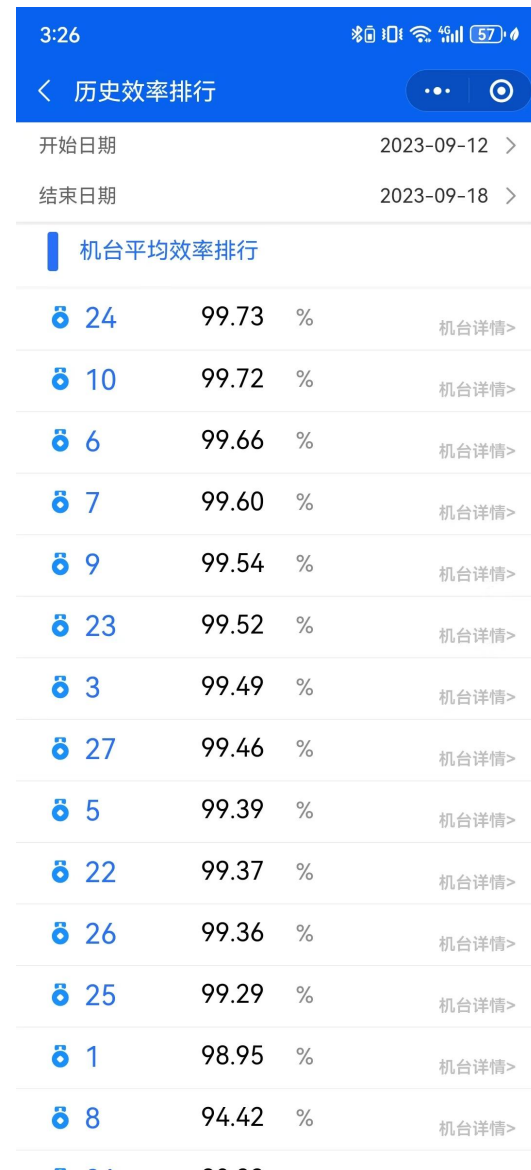 3:26 4G 57
历史效率排行
开始日期 2023-09-12 >
结束日期 2023-09-18 >
机台平均效率排行
24 99.73 % 机台详情>
10 99.72 % 机台详情>
6 99.66 % 机台详情>
7 99.60 % 机台详情>
9 99.54 % 机台详情>
23 99.52 % 机台详情>
3 99.49 % 机台详情>
27 99.46 % 机台详情>
5 99.39 % 机台详情>
22 99.37 % 机台详情>
26 99.36 % 机台详情>
25 99.29 % 机台详情>
1 98.95 % 机台详情>
8 94.42 % 机台详情>